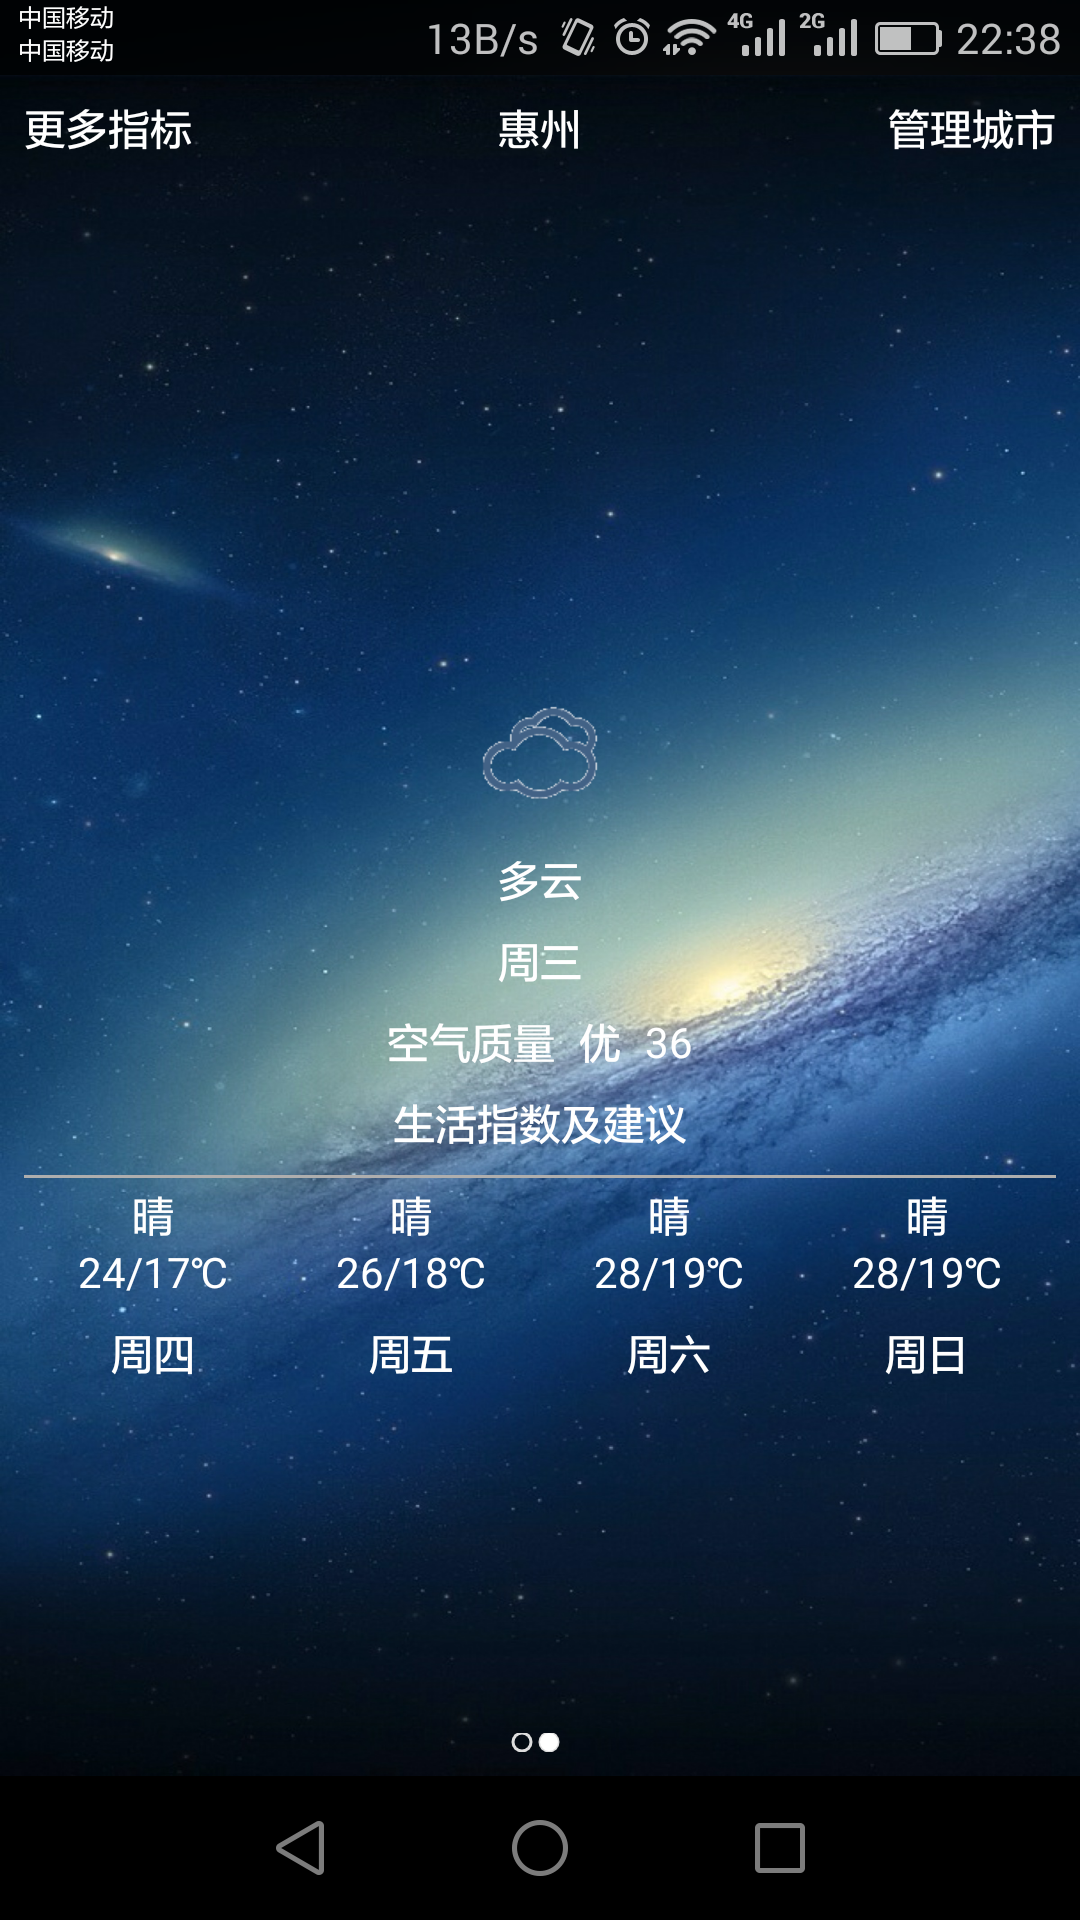 中国移动
中国移动
13B/s 4G 2G 22:38
更多指标 惠州 管理城市
多云
周三
空气质量 优 36
生活指数及建议
晴 晴 晴 晴
24/17℃ 26/18℃ 28/19℃ 28/19℃
周四 周五 周六 周日